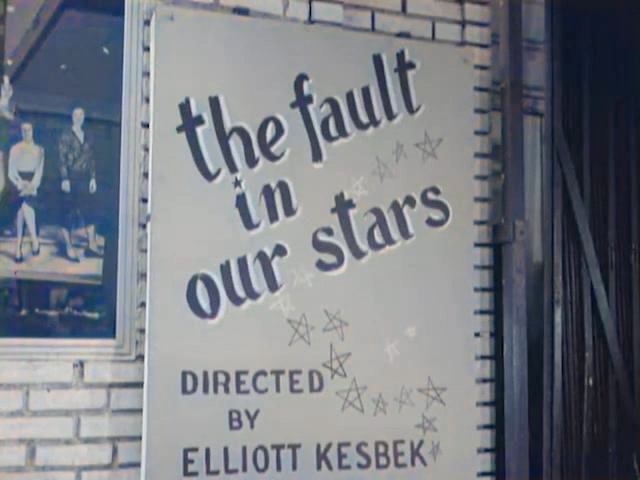 the fault
in
our stars
DIRECTED
BY
ELLIOTT KESBEK